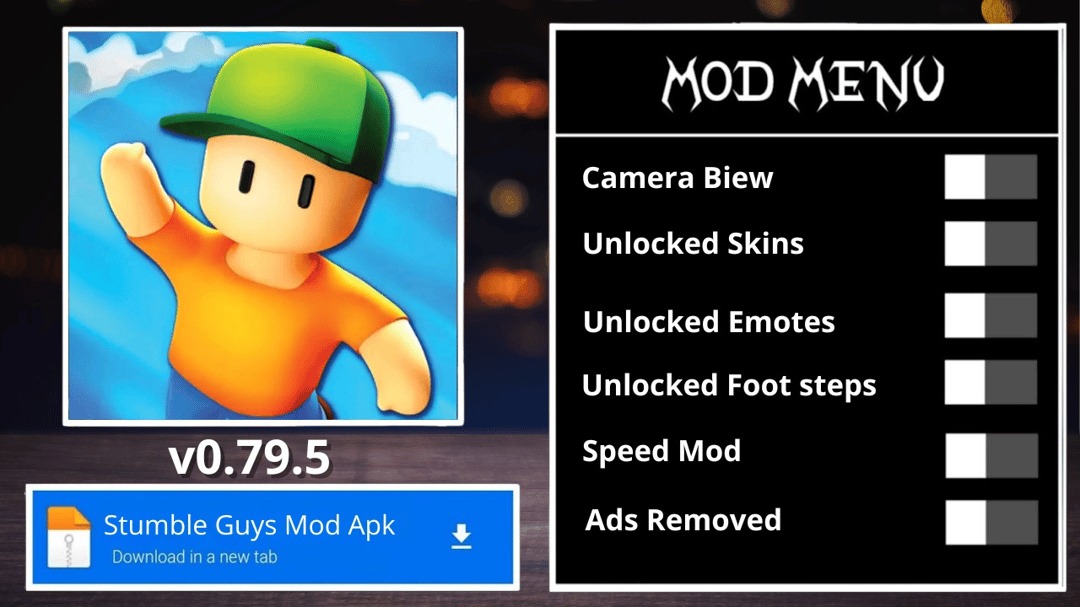 MOD MENU
Camera Biew
Unlocked Skins
Unlocked Emotes
Unlocked Foot steps
Speed Mod
Ads Removed
v0.79.5
Stumble Guys Mod Apk
Download in a new tab